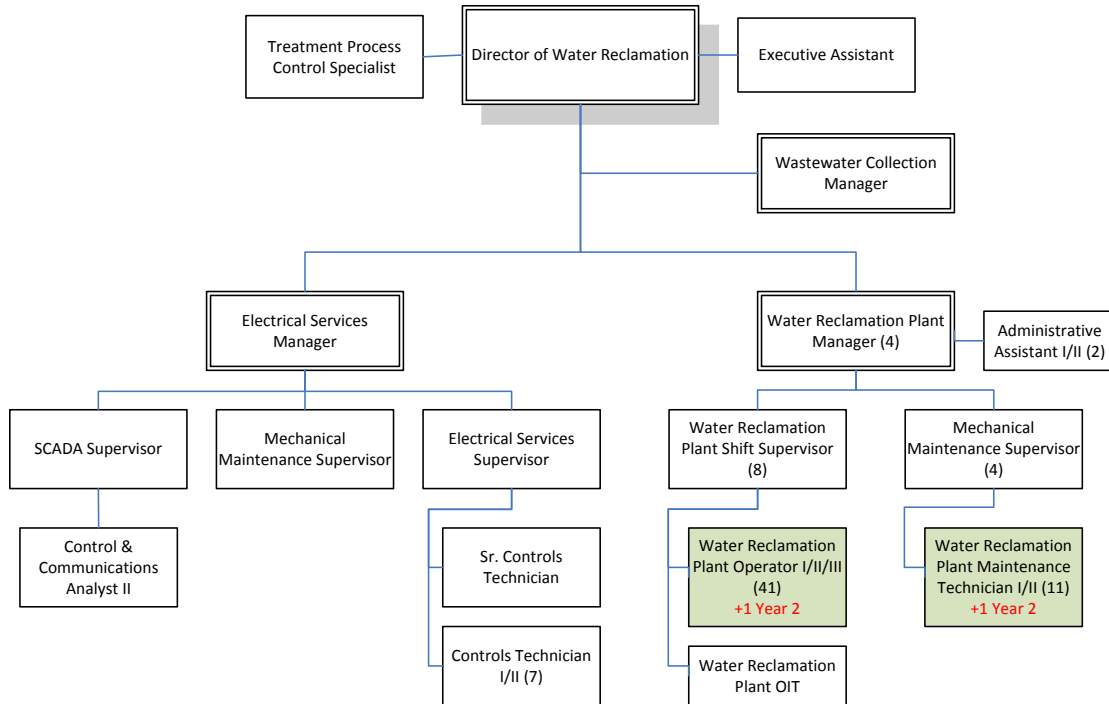 Treatment Process
Control Specialist
Director of Water Reclamation
Executive Assistant
Wastewater Collection
Manager
Electrical Services
Manager
Water Reclamation Plant
Manager (4)
Administrative
Assistant I/II (2)
SCADA Supervisor
Mechanical
Maintenance Supervisor
Electrical Services
Supervisor
Water Reclamation
Plant Shift Supervisor
(8)
Mechanical
Maintenance Supervisor
(4)
Control &
Communications
Analyst II
Sr. Controls
Technician
Water Reclamation
Plant Operator I/II/III
(41)
+1 Year 2
Water Reclamation
Plant Maintenance
Technician I/II (11)
+1 Year 2
Controls Technician
I/II (7)
Water Reclamation
Plant OIT